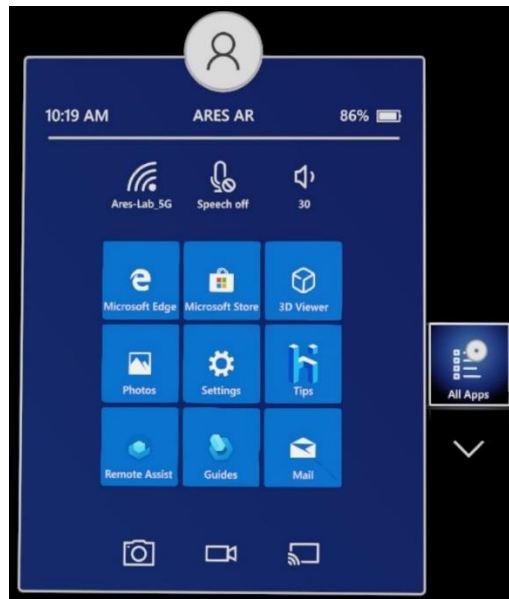 10:19 AM ARES AR 86%
Ares-Lab_5G Speech off 30
Microsoft Edge Microsoft Store 3D Viewer
Photos Settings Tips
All Apps
Remote Assist Guides Mail